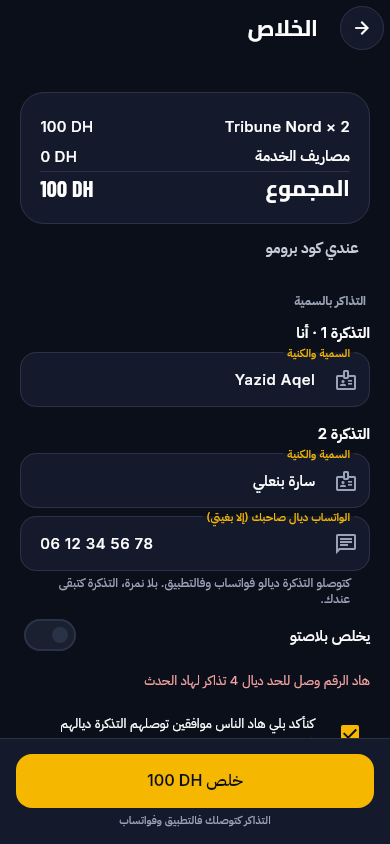 الخلاص
Tribune Nord × 2 100 DH
مصاريف الخدمة 0 DH
المجموع 100 DH
عندي كود برومو
التذاكر بالسمية
التذكرة 1 · أنا
السمية والكنية
Yazid Aqel
التذكرة 2
السمية والكنية
سارة بنعلي
الواتساب ديال صاحبك (إلا بغيتي)
06 12 34 56 78
كتوصلو التذكرة ديالو فواتساب وفالتطبيق. بلا نمرة، التذكرة كتبقى
عندك.
يخلص بلاصتو
هاد الرقم وصل للحد ديال 4 تذاكر لهاد الحدث
كنأكد بلي هاد الناس موافقين توصلهم التذكرة ديالهم
خلص 100 DH
التذاكر كتوصلك فالتطبيق وفواتساب